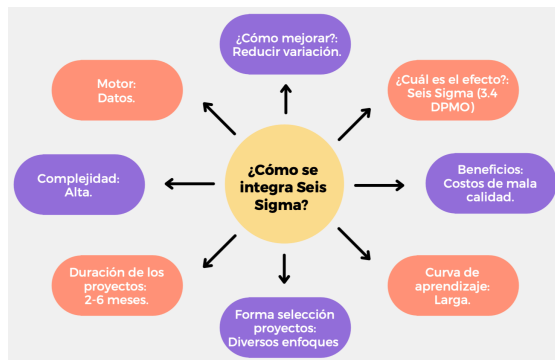 ¿Cómo mejorar?:
Reducir variación.
Motor:
Datos.
¿Cuál es el efecto?:
Seis Sigma (3.4
DPMO)
¿Cómo se
integra Seis
Sigma?
Complejidad:
Alta.
Beneficios:
Costos de mala
calidad.
Duración de los
proyectos:
2-6 meses.
Curva de
aprendizaje:
Larga.
Forma selección
proyectos:
Diversos enfoques